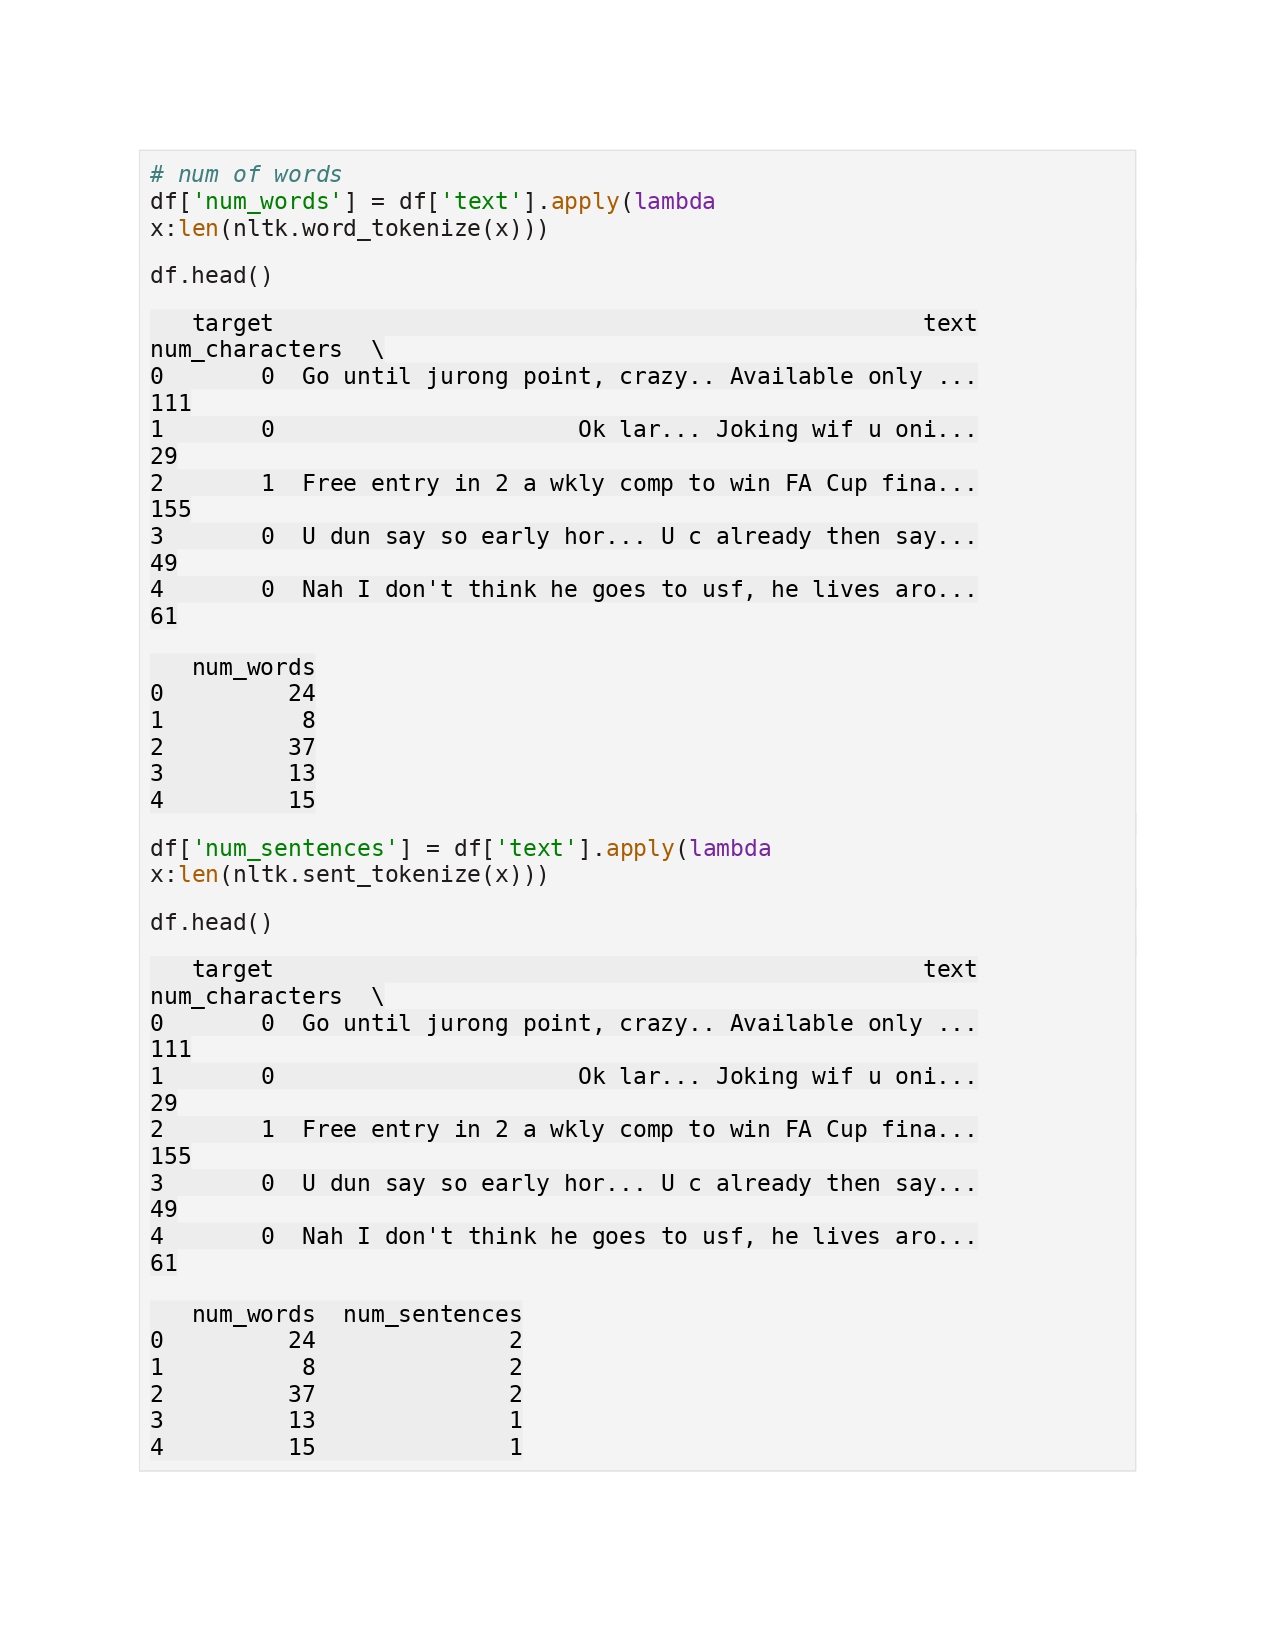 # num of words
df['num_words'] = df['text'].apply(lambda
x:len(nltk.word_tokenize(x)))
df.head()
   target                                               text
num_characters  \
0       0  Go until jurong point, crazy.. Available only ...
111
1       0                      Ok lar... Joking wif u oni...
29
2       1  Free entry in 2 a wkly comp to win FA Cup fina...
155
3       0  U dun say so early hor... U c already then say...
49
4       0  Nah I don't think he goes to usf, he lives aro...
61
   num_words
0         24
1          8
2         37
3         13
4         15
df['num_sentences'] = df['text'].apply(lambda
x:len(nltk.sent_tokenize(x)))
df.head()
   target                                               text
num_characters  \
0       0  Go until jurong point, crazy.. Available only ...
111
1       0                      Ok lar... Joking wif u oni...
29
2       1  Free entry in 2 a wkly comp to win FA Cup fina...
155
3       0  U dun say so early hor... U c already then say...
49
4       0  Nah I don't think he goes to usf, he lives aro...
61
   num_words  num_sentences
0         24              2
1          8              2
2         37              2
3         13              1
4         15              1